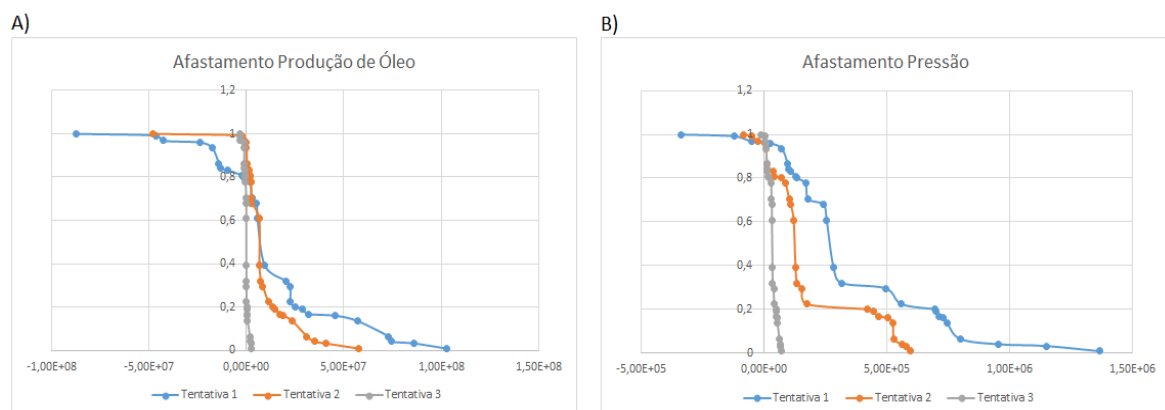 A)
Afastamento Produção de Óleo
1,2
1
0,8
0,6
0,4
0,2
0
-1,00E+08 -5,00E+07 0,00E+00 5,00E+07 1,00E+08 1,50E+08
Tentativa 1 Tentativa 2 Tentativa 3
B)
Afastamento Pressão
1,2
1
0,8
0,6
0,4
0,2
0
-5,00E+05 0,00E+00 5,00E+05 1,00E+06 1,50E+06
Tentativa 1 Tentativa 2 Tentativa 3